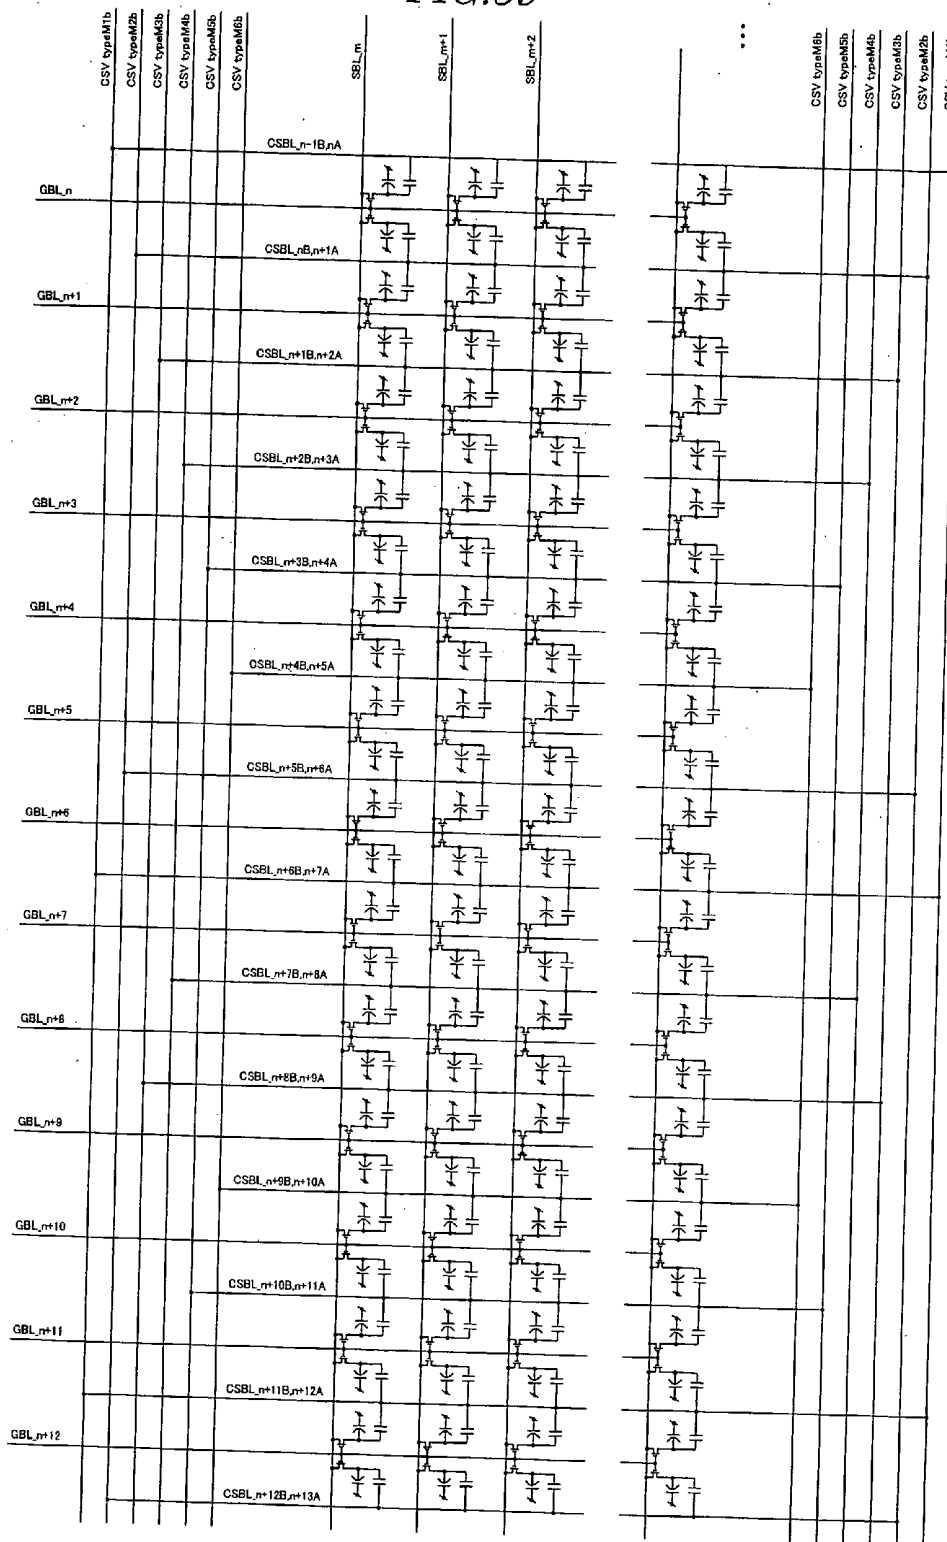 CSV typeM1b
CSV typeM2b
CSV typeM3b
CSV typeM4b
CSV typeM5b
CSV typeM6b
SBL_m
SBL_m+1
SBL_m+2
CSV typeM6b
CSV typeM5b
CSV typeM4b
CSV typeM3b
CSV typeM2b
CSBL_n-1B,nA
GBL_n
CSBL_nB,n+1A
GBL_n+1
CSBL_n+1B,n+2A
GBL_n+2
CSBL_n+2B,n+3A
GBL_n+3
CSBL_n+3B,n+4A
GBL_n+4
CSBL_n+4B,n+5A
GBL_n+5
CSBL_n+5B,n+6A
GBL_n+6
CSBL_n+6B,n+7A
GBL_n+7
CSBL_n+7B,n+8A
GBL_n+8
CSBL_n+8B,n+9A
GBL_n+9
CSBL_n+9B,n+10A
GBL_n+10
CSBL_n+10B,n+11A
GBL_n+11
CSBL_n+11B,n+12A
GBL_n+12
CSBL_n+12B,n+13A